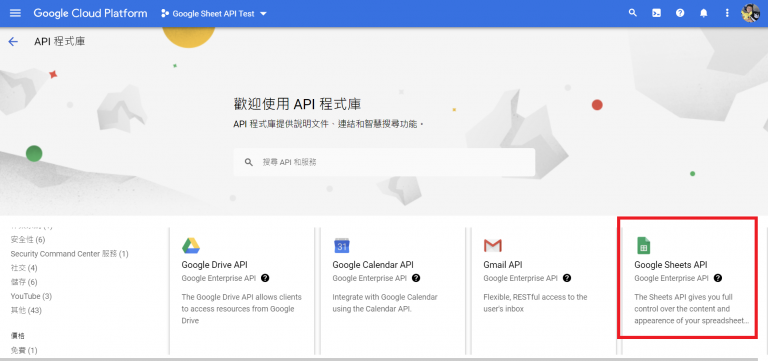 Google Cloud Platform
Google Sheet API Test
API 程式庫
歡迎使用 API 程式庫
API 程式庫提供說明文件、連結和智慧搜尋功能。
搜尋 API 和服務
安全性 (6)
Security Command Center 服務 (1)
社交 (4)
儲存 (6)
YouTube (3)
其他 (43)
價格
免費 (1)
Google Drive API
Google Enterprise API
The Google Drive API allows clients
to access resources from Google
Drive
31
Google Calendar API
Google Enterprise API
Integrate with Google Calendar
using the Calendar API.
Gmail API
Google Enterprise API
Flexible, RESTful access to the
user's inbox
Google Sheets API
Google Enterprise API
The Sheets API gives you full
control over the content and
appearence of your spreadsheet...